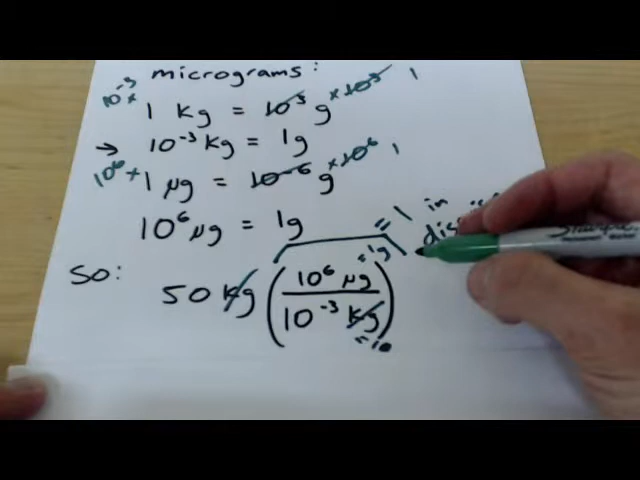 micrograms:
10⁻³ × 1 Kg = 10⁻³ g × 10³ 1
→ 10⁻³ Kg = 1g
10⁶ × 1 μg = 10⁻⁶ g × 10⁶ 1
10⁶ μg = 1g
= 1 in
So: 50 kg (10⁶ μg = 1g / 10⁻³ kg)
Sharpie